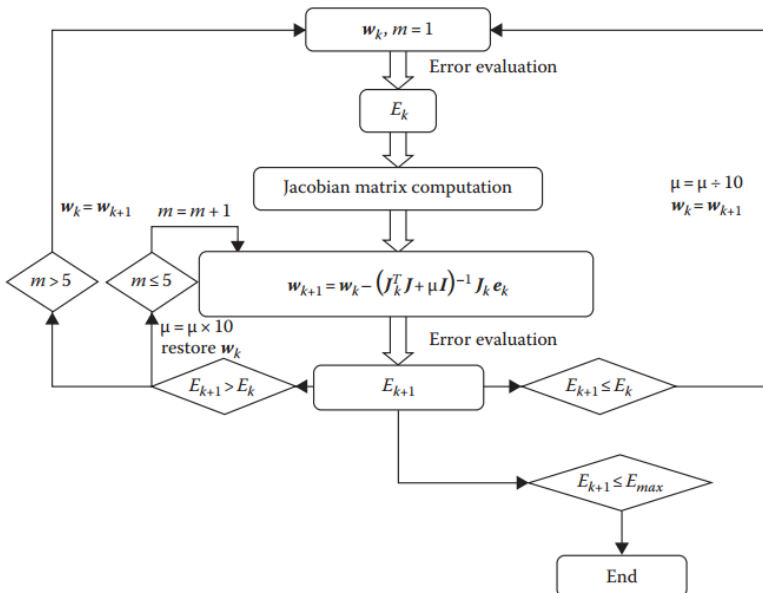 w_k, m = 1
Error evaluation
E_k
Jacobian matrix computation
μ = μ ÷ 10
w_k = w_{k+1}
w_k = w_{k+1}
m = m + 1
m > 5
m ≤ 5
w_{k+1} = w_k − (J_k^T J + μI)^{−1} J_k e_k
μ = μ × 10
restore w_k
Error evaluation
E_{k+1} > E_k
E_{k+1}
E_{k+1} ≤ E_k
E_{k+1} ≤ E_{max}
End